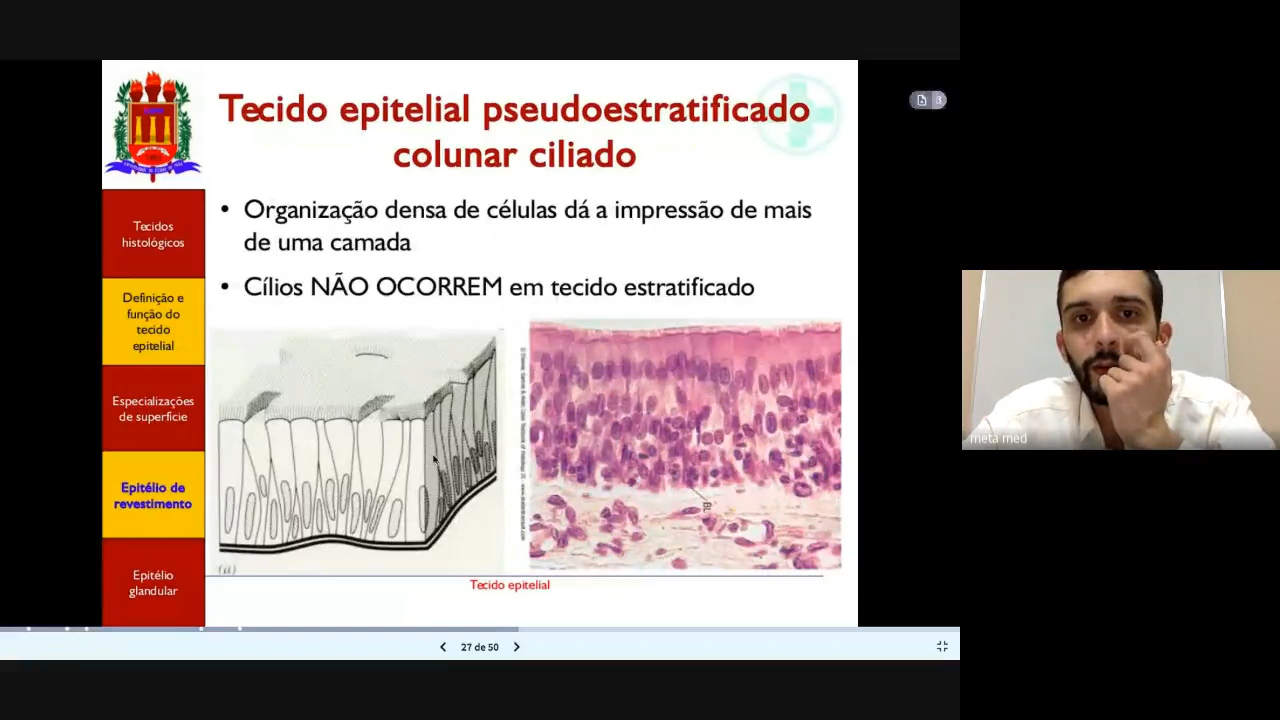 Tecido epitelial pseudoestratificado
colunar ciliado
Tecidos
histológicos
Definição e
função do
tecido
epitelial
Especializações
de superfície
Epitélio de
revestimento
Epitélio
glandular
• Organização densa de células dá a impressão de mais
de uma camada
• Cílios NÃO OCORREM em tecido estratificado
BL
Tecido epitelial
27 de 50
3
meta med